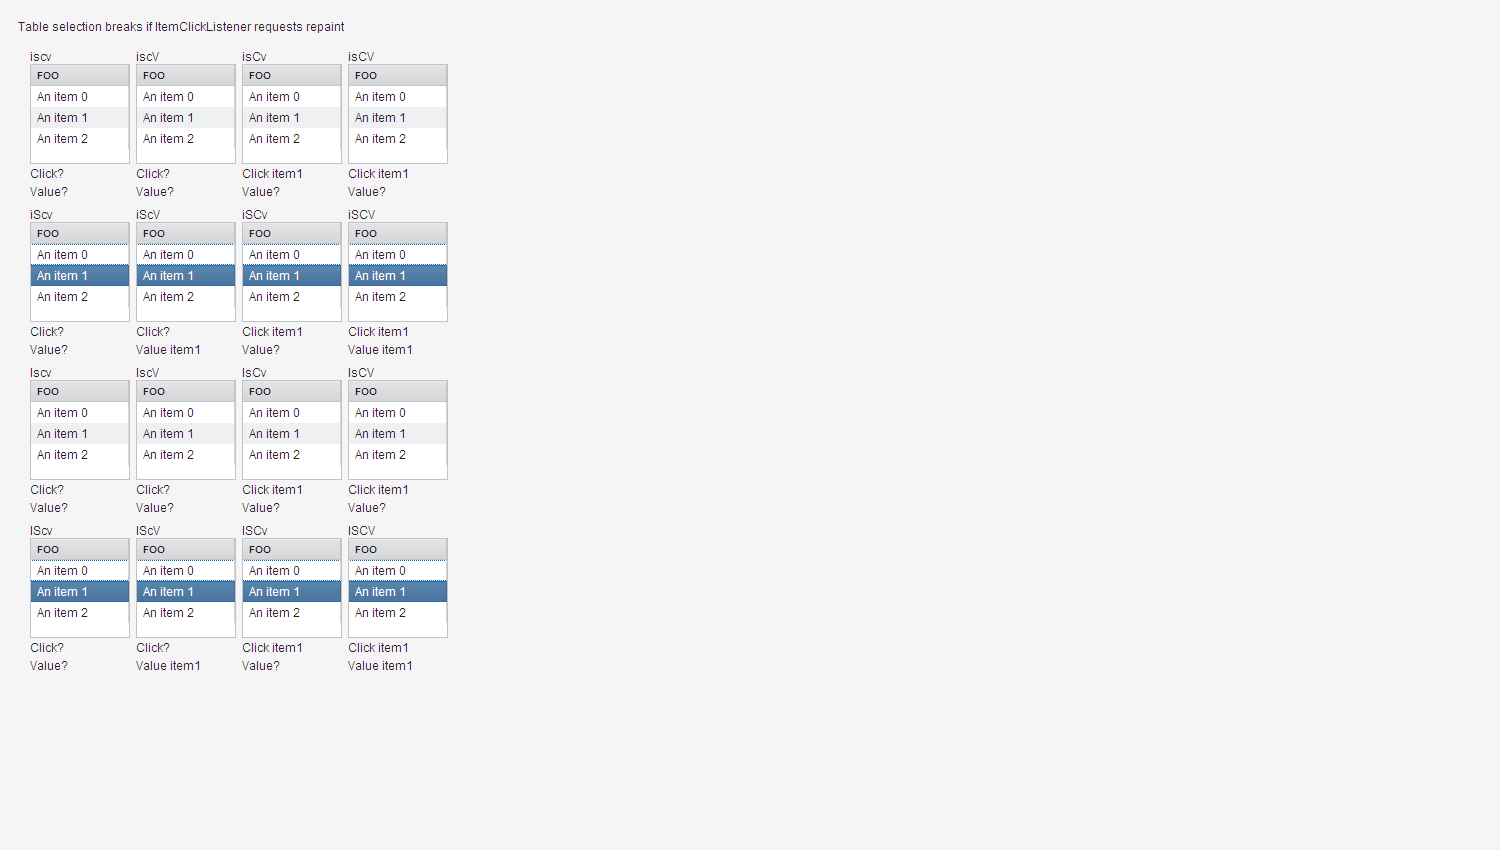 Table selection breaks if ItemClickListener requests repaint
iscv iscV isCv isCV
FOO FOO FOO FOO
An item 0 An item 0 An item 0 An item 0
An item 1 An item 1 An item 1 An item 1
An item 2 An item 2 An item 2 An item 2
Click? Click? Click item1 Click item1
Value? Value? Value? Value?
iScv iScV iSCv iSCV
FOO FOO FOO FOO
An item 0 An item 0 An item 0 An item 0
An item 1 An item 1 An item 1 An item 1
An item 2 An item 2 An item 2 An item 2
Click? Click? Click item1 Click item1
Value? Value item1 Value? Value item1
Iscv IscV IsCv IsCV
FOO FOO FOO FOO
An item 0 An item 0 An item 0 An item 0
An item 1 An item 1 An item 1 An item 1
An item 2 An item 2 An item 2 An item 2
Click? Click? Click item1 Click item1
Value? Value? Value? Value?
IScv IScV ISCv ISCV
FOO FOO FOO FOO
An item 0 An item 0 An item 0 An item 0
An item 1 An item 1 An item 1 An item 1
An item 2 An item 2 An item 2 An item 2
Click? Click? Click item1 Click item1
Value? Value item1 Value? Value item1